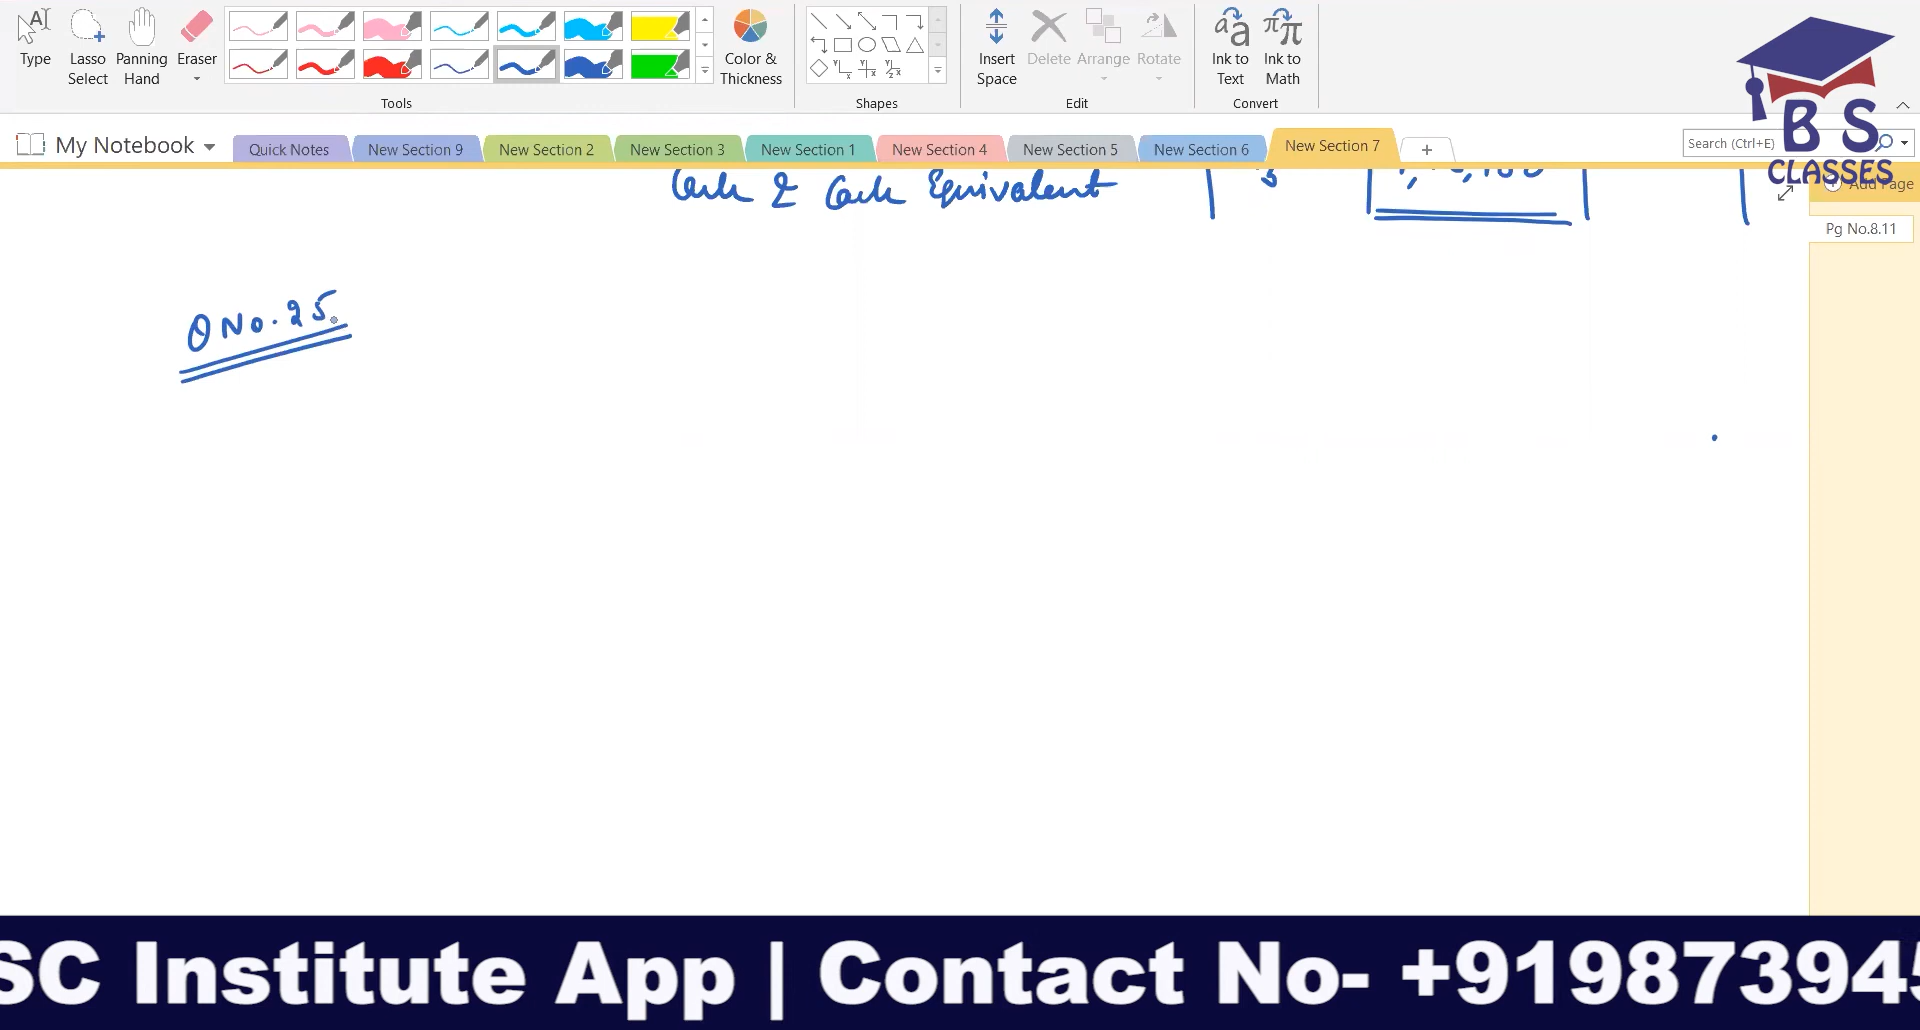 Type
Lasso Select
Panning Hand
Eraser
Color & Thickness
Insert Space
Delete
Arrange
Rotate
Ink to Text
Ink to Math
Tools
Shapes
Edit
Convert
B S
CLASSES
My Notebook
Quick Notes
New Section 9
New Section 2
New Section 3
New Section 1
New Section 4
New Section 5
New Section 6
New Section 7
Search (Ctrl+E)
Add Page
Pg No.8.11
Cash & Cash Equivalent
Q No. 25
SC Institute App | Contact No- +91987394